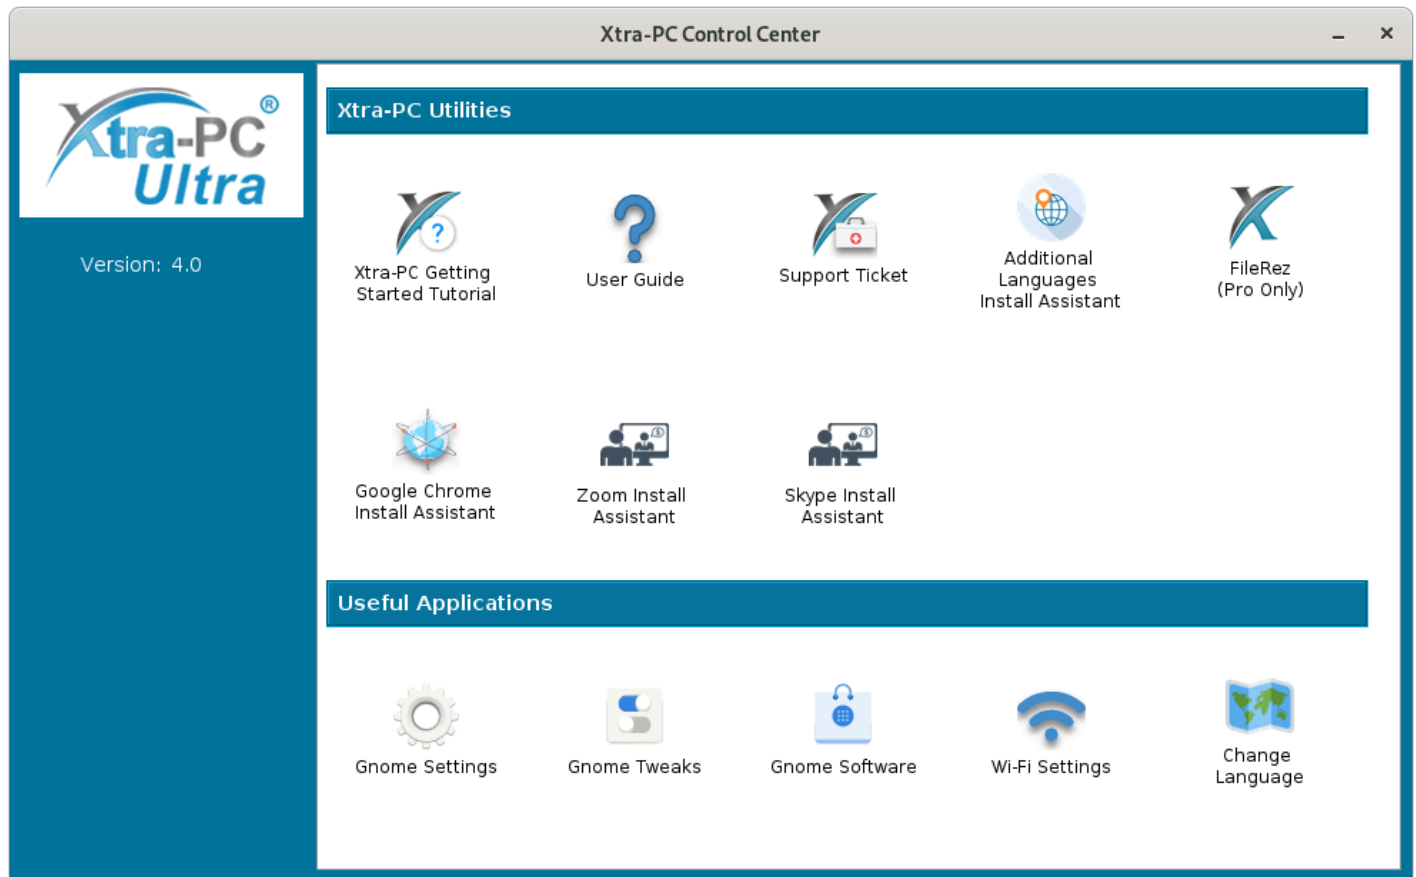 Xtra-PC Control Center
Xtra-PC®
Ultra
Version: 4.0
Xtra-PC Utilities
Xtra-PC Getting
Started Tutorial
User Guide
Support Ticket
Additional
Languages
Install Assistant
FileRez
(Pro Only)
Google Chrome
Install Assistant
Zoom Install
Assistant
Skype Install
Assistant
Useful Applications
Gnome Settings
Gnome Tweaks
Gnome Software
Wi-Fi Settings
Change
Language